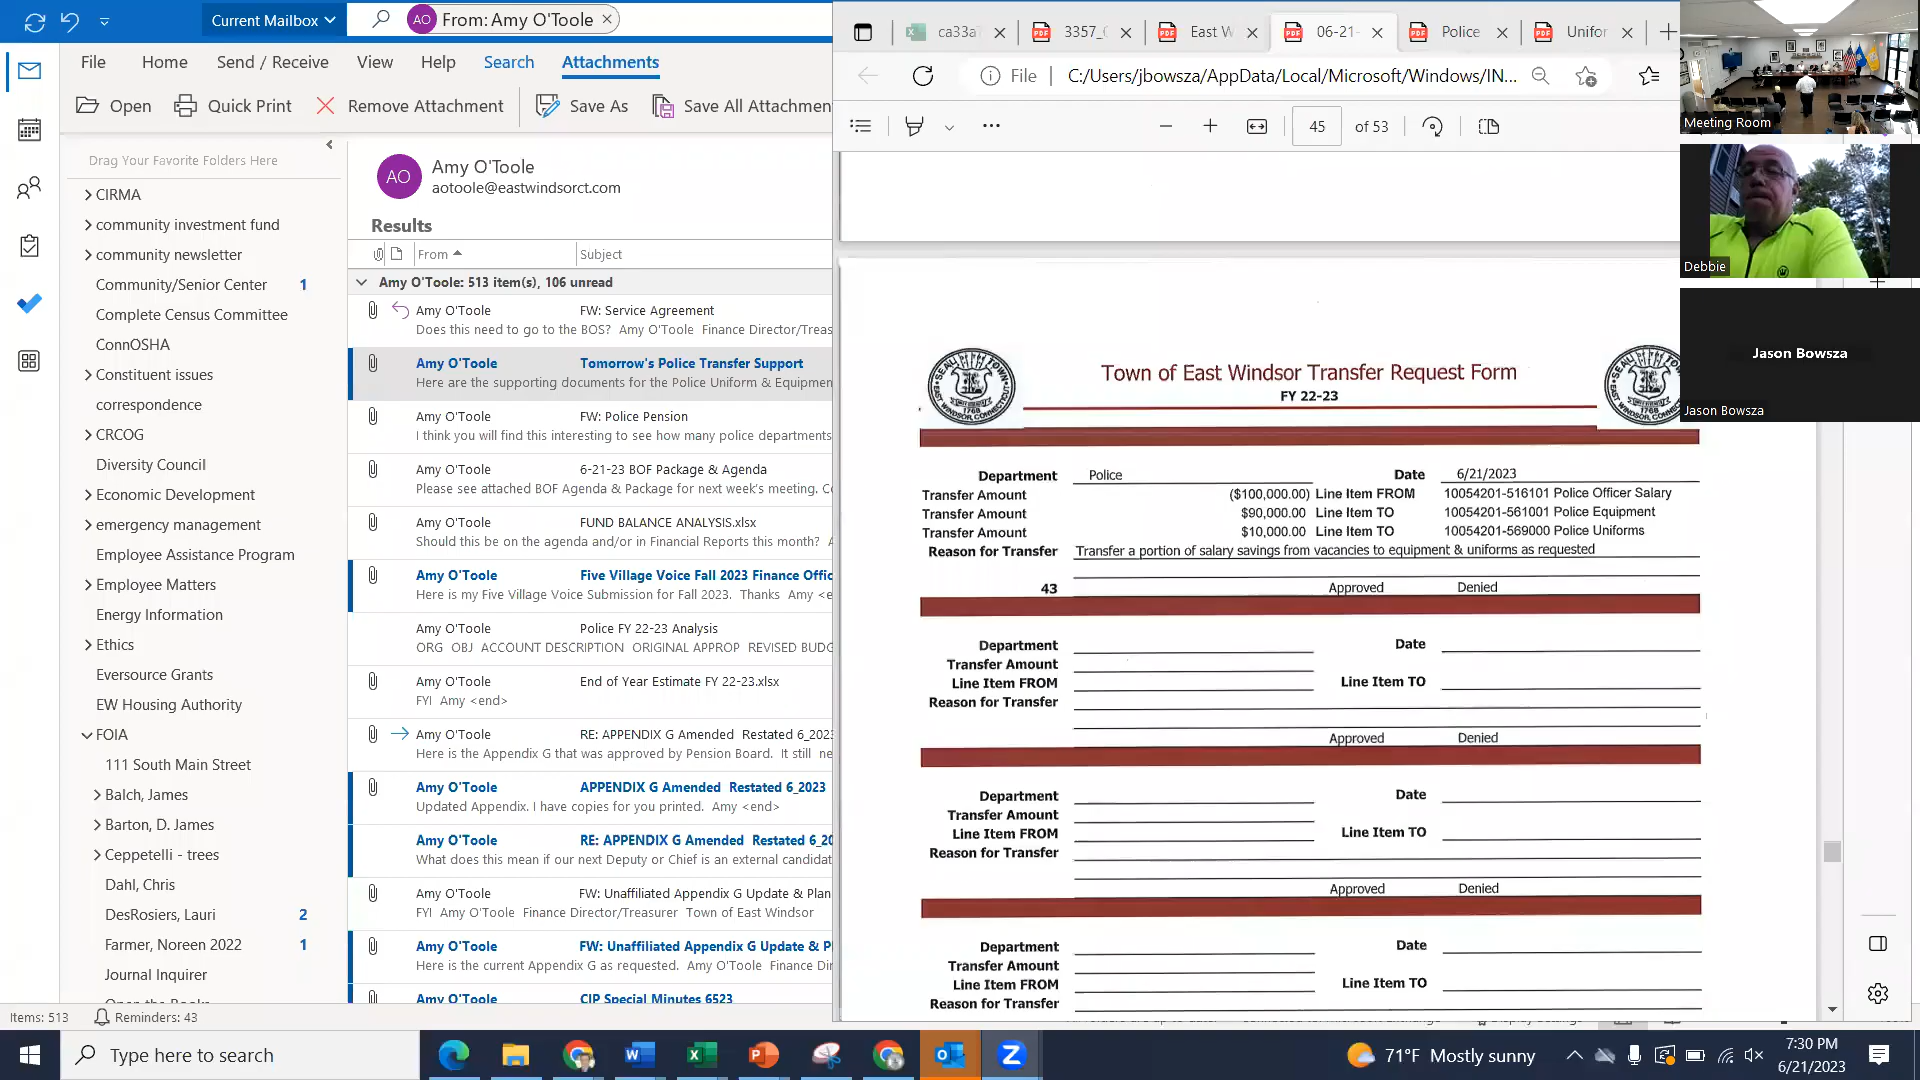 Current Mailbox
AO From: Amy O'Toole
File Home Send / Receive View Help Search Attachments
Open Quick Print Remove Attachment Save As Save All Attachmen
Drag Your Favorite Folders Here
CIRMA
community investment fund
community newsletter
Community/Senior Center 1
Complete Census Committee
ConnOSHA
Constituent issues
correspondence
CRCOG
Diversity Council
Economic Development
emergency management
Employee Assistance Program
Employee Matters
Energy Information
Ethics
Eversource Grants
EW Housing Authority
FOIA
111 South Main Street
Balch, James
Barton, D. James
Ceppetelli - trees
Dahl, Chris
DesRosiers, Lauri 2
Farmer, Noreen 2022 1
Journal Inquirer
Items: 513 Reminders: 43
AO Amy O'Toole
aotoole@eastwindsorct.com
Results
From Subject
Amy O'Toole: 513 item(s), 106 unread
Amy O'Toole FW: Service Agreement
Does this need to go to the BOS? Amy O'Toole Finance Director/Treas
Amy O'Toole Tomorrow's Police Transfer Support
Here are the supporting documents for the Police Uniform & Equipmen
Amy O'Toole FW: Police Pension
I think you will find this interesting to see how many police departments
Amy O'Toole 6-21-23 BOF Package & Agenda
Please see attached BOF Agenda & Package for next week's meeting. Co
Amy O'Toole FUND BALANCE ANALYSIS.xlsx
Should this be on the agenda and/or in Financial Reports this month? A
Amy O'Toole Five Village Voice Fall 2023 Finance Offic
Here is my Five Village Voice Submission for Fall 2023. Thanks Amy <e
Amy O'Toole Police FY 22-23 Analysis
ORG OBJ ACCOUNT DESCRIPTION ORIGINAL APPROP REVISED BUDG
Amy O'Toole End of Year Estimate FY 22-23.xlsx
FYI Amy <end>
Amy O'Toole RE: APPENDIX G Amended Restated 6_2023
Here is the Appendix G that was approved by Pension Board. It still ne
Amy O'Toole APPENDIX G Amended Restated 6_2023
Updated Appendix. I have copies for you printed. Amy <end>
Amy O'Toole RE: APPENDIX G Amended Restated 6_20
What does this mean if our next Deputy or Chief is an external candidat
Amy O'Toole FW: Unaffiliated Appendix G Update & Plan
FYI Amy O'Toole Finance Director/Treasurer Town of East Windsor
Amy O'Toole FW: Unaffiliated Appendix G Update & P
Here is the current Appendix G as requested. Amy O'Toole Finance Dir
Amy O'Toole CIP Special Minutes 6523
ca33a 3357_ East W 06-21- Police Unifor
File C:/Users/jbowsza/AppData/Local/Microsoft/Windows/IN...
45 of 53
Town of East Windsor Transfer Request Form
FY 22-23
Department Police Date 6/21/2023
Transfer Amount ($100,000.00) Line Item FROM 10054201-516101 Police Officer Salary
Transfer Amount $90,000.00 Line Item TO 10054201-561001 Police Equipment
Transfer Amount $10,000.00 Line Item TO 10054201-569000 Police Uniforms
Reason for Transfer Transfer a portion of salary savings from vacancies to equipment & uniforms as requested
43 Approved Denied
Department Date
Transfer Amount
Line Item FROM Line Item TO
Reason for Transfer
Approved Denied
Department Date
Transfer Amount
Line Item FROM Line Item TO
Reason for Transfer
Approved Denied
Department Date
Transfer Amount
Line Item FROM Line Item TO
Reason for Transfer
Meeting Room
Debbie
Jason Bowsza
Jason Bowsza
Type here to search
71°F Mostly sunny
7:30 PM
6/21/2023